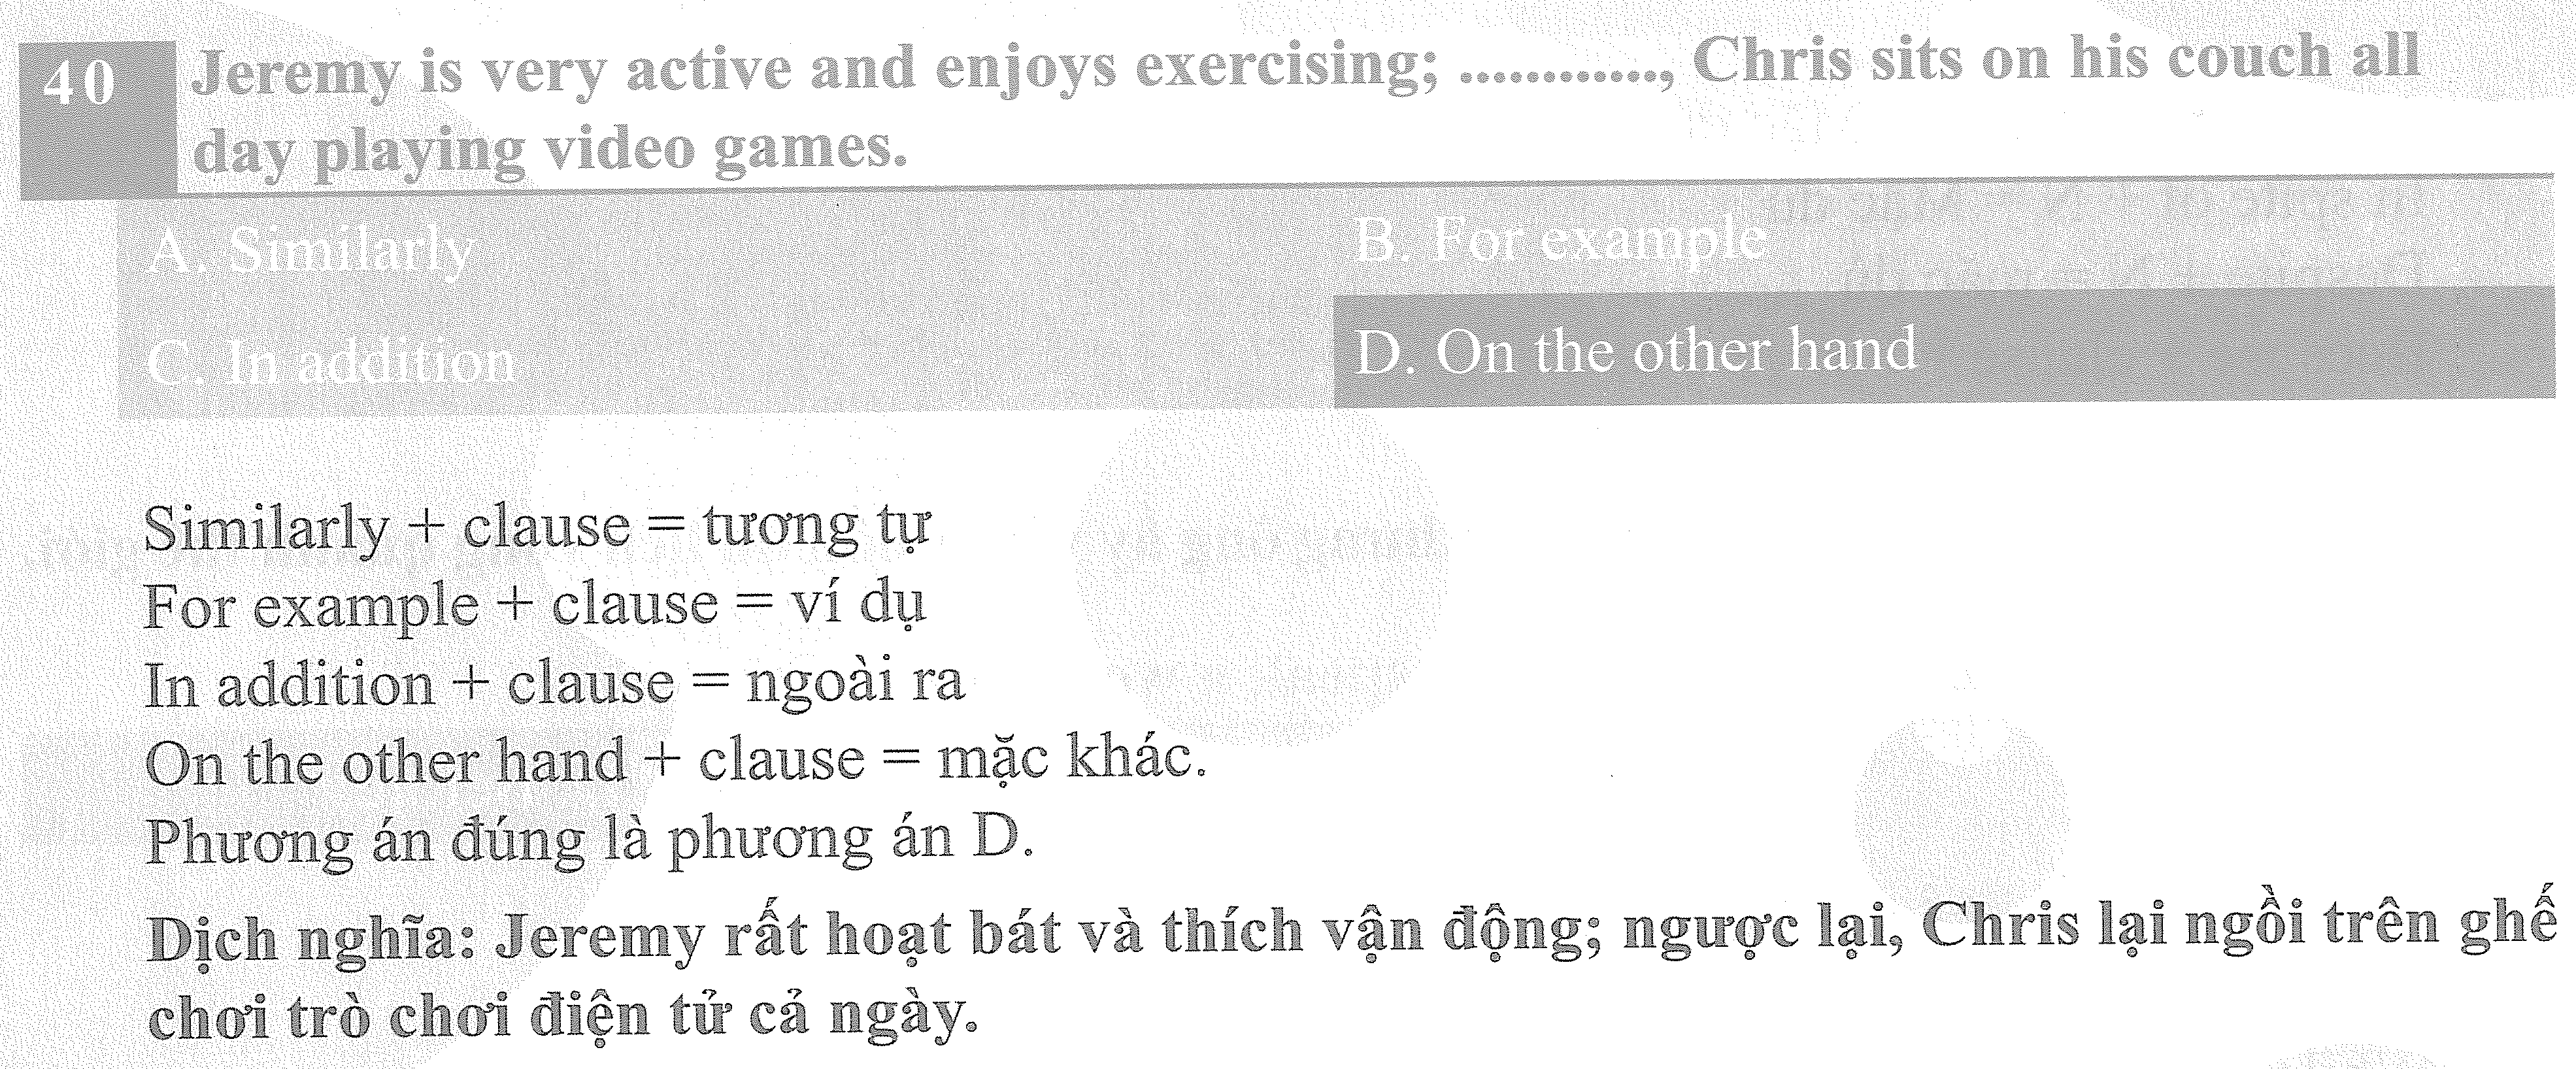 40 Jeremy is very active and enjoys exercising; ............, Chris sits on his couch all
day playing video games.
A. Similarly
B. For example
C. In addition
D. On the other hand
Similarly + clause = tương tự
For example + clause = ví dụ
In addition + clause = ngoài ra
On the other hand + clause = mặc khác.
Phương án đúng là phương án D.
Dịch nghĩa: Jeremy rất hoạt bát và thích vận động; ngược lại, Chris lại ngồi trên ghế
chơi trò chơi điện tử cả ngày.